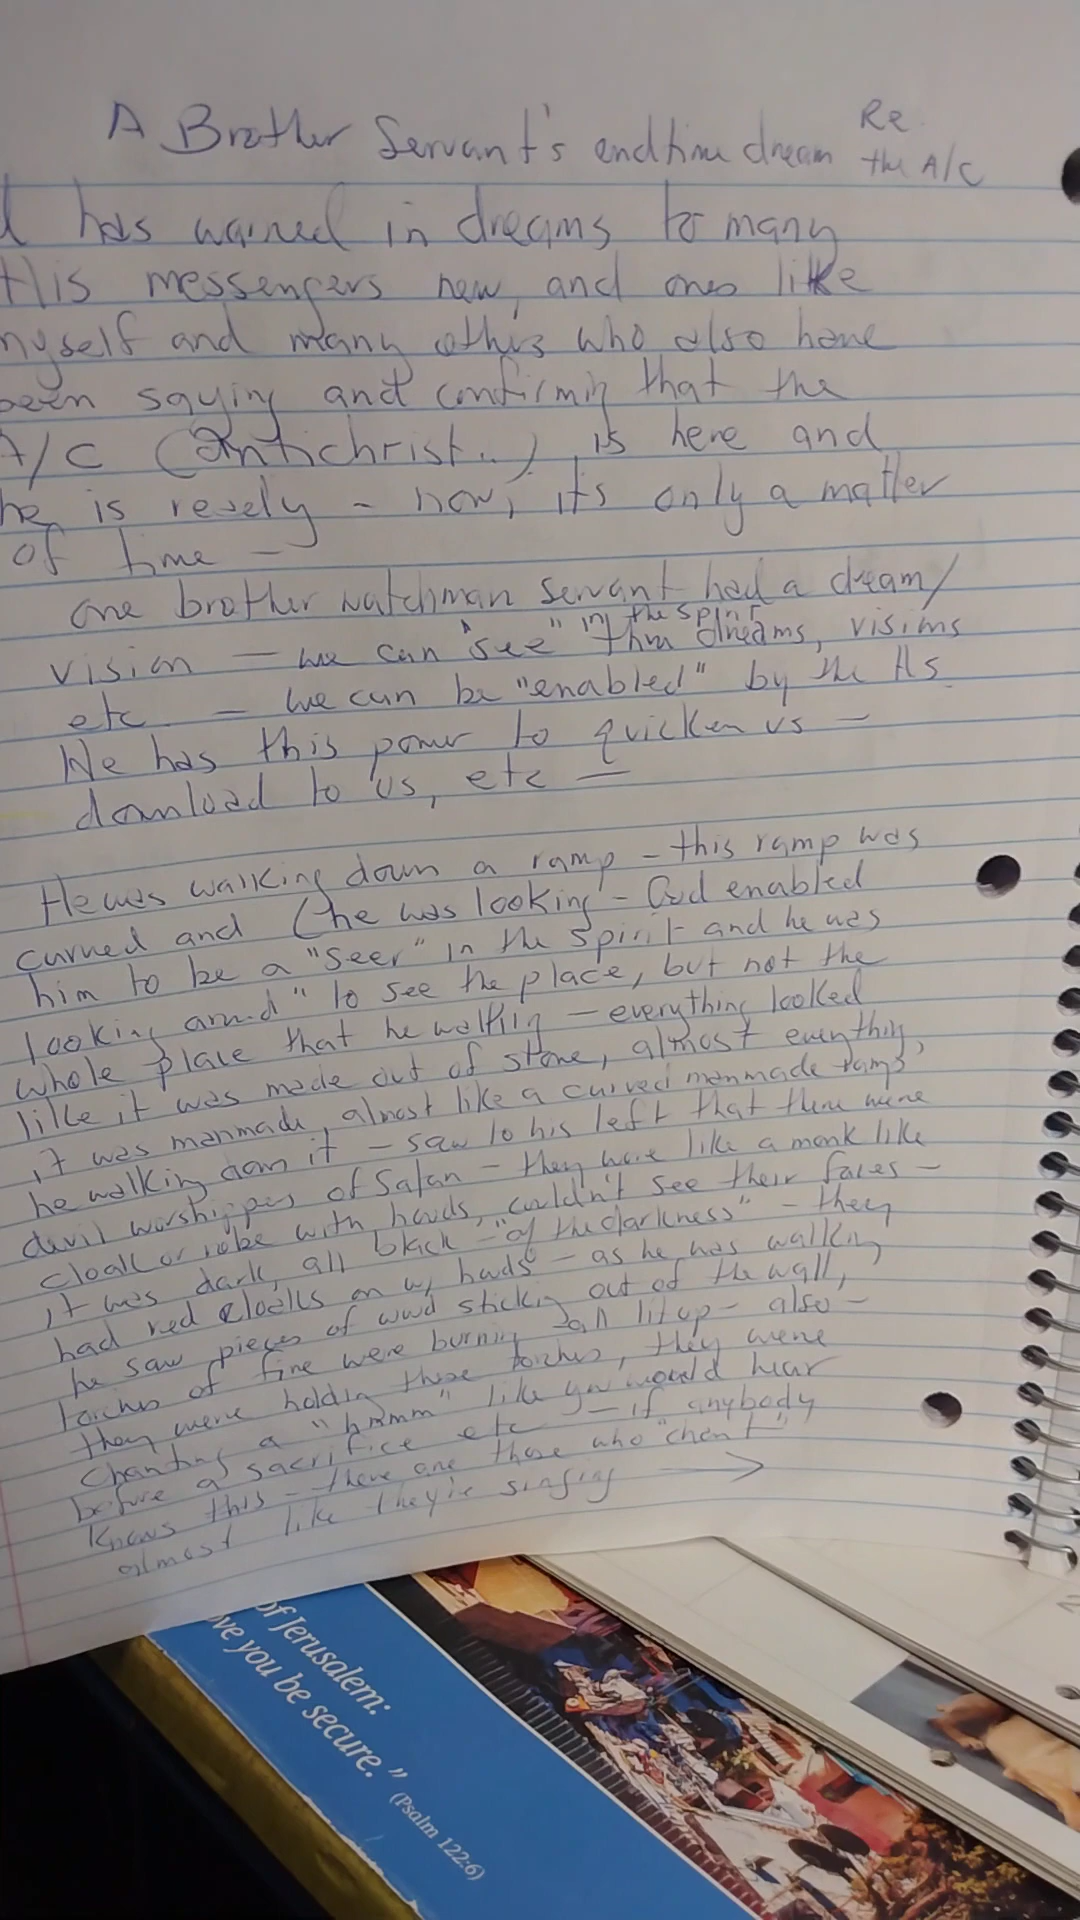 A Brother Servant's endtime dream Re. the A/C
has warned in dreams to many
His messengers now, and ones like
myself and many others who also have
been saying and confirming that the
A/C (Antichrist..) is here and
he is ready - now, it's only a matter
of time -
one brother watchman servant had a dream/
vision - we can "see" "in the spirit thru dreams, visions
etc - we can be "enabled" by the HS
He has this power to quicken us -
download to us, etc -
He was walking down a ramp - this ramp was
curved and (he was looking - God enabled
him to be a "seer" in the spirit and he was
looking around" to see the place, but not the
whole place that he walking - everything looked
like it was made out of stone, almost everything,
it was manmade, almost like a curved manmade ramp
he walking down it - saw to his left that there were
devil worshippers of Satan - they wore like a monk like
cloak or robe with hoods, couldn't see their faces -
it was dark, all black - "of the darkness" - they
had red cloaks on w/ hoods - as he was walking
he saw pieces of wood sticking out of the wall,
torches of fire were burning all lit up - also -
they were holding these torches, they were
chanting a "hmmm" like you would hear
before a sacrifice etc - if anybody
knows this - there are those who "chant"
almost like they're singing →
of Jerusalem:
ve you be secure."
(Psalm 122:6)